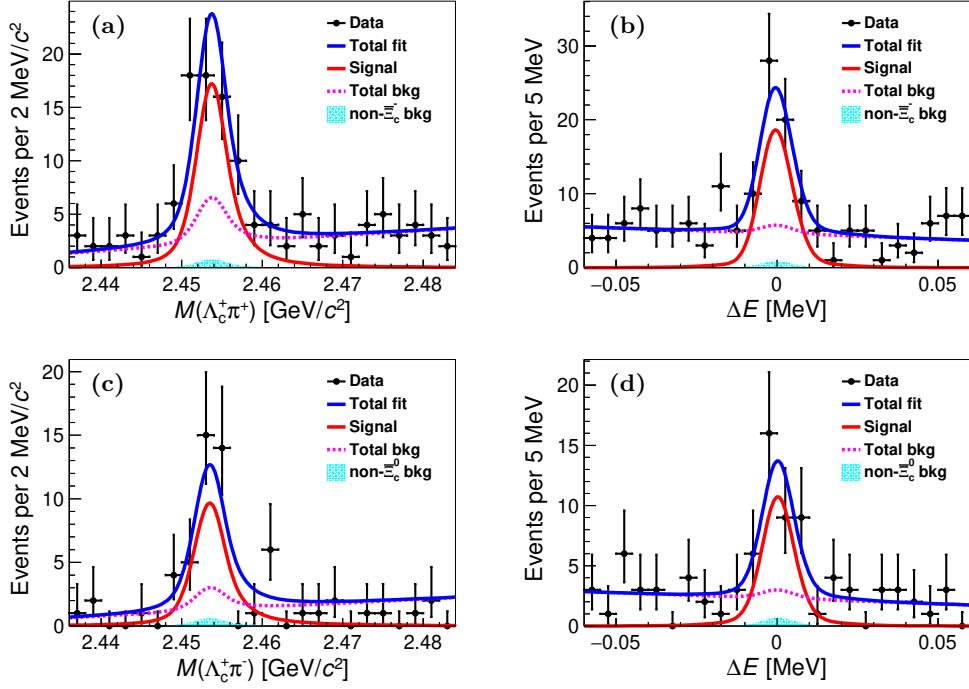 (a)
Data
Total fit
Signal
Total bkg
non-Ξ̄c⁻ bkg
Events per 2 MeV/c²
0
5
10
15
20
2.44
2.45
2.46
2.47
2.48
M(Λc⁺π⁺) [GeV/c²]
(b)
Data
Total fit
Signal
Total bkg
non-Ξ̄c⁻ bkg
Events per 5 MeV
0
10
20
30
−0.05
0
0.05
ΔE [MeV]
(c)
Data
Total fit
Signal
Total bkg
non-Ξ̄c⁰ bkg
Events per 2 MeV/c²
0
5
10
15
20
2.44
2.45
2.46
2.47
2.48
M(Λc⁺π⁻) [GeV/c²]
(d)
Data
Total fit
Signal
Total bkg
non-Ξ̄c⁰ bkg
Events per 5 MeV
0
5
10
15
20
−0.05
0
0.05
ΔE [MeV]